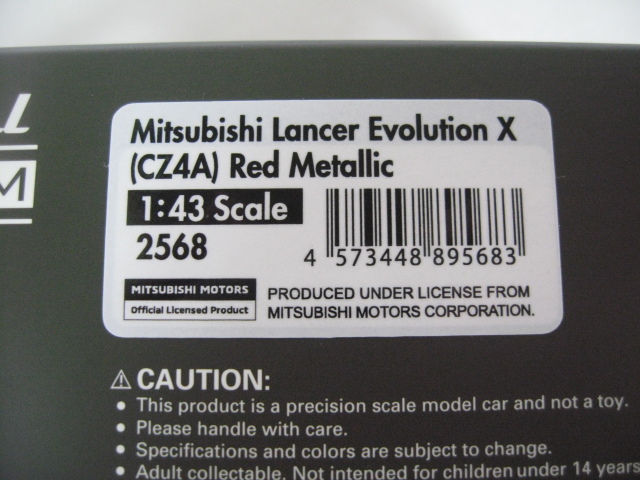 Mitsubishi Lancer Evolution X
(CZ4A) Red Metallic
1:43 Scale
2568
4 573448 895683
MITSUBISHI MOTORS
Official Licensed Product
PRODUCED UNDER LICENSE FROM
MITSUBISHI MOTORS CORPORATION.
⚠ CAUTION:
• This product is a precision scale model car and not a toy.
• Please handle with care.
• Specifications and colors are subject to change.
• Adult collectable. Not intended for children under 14 years